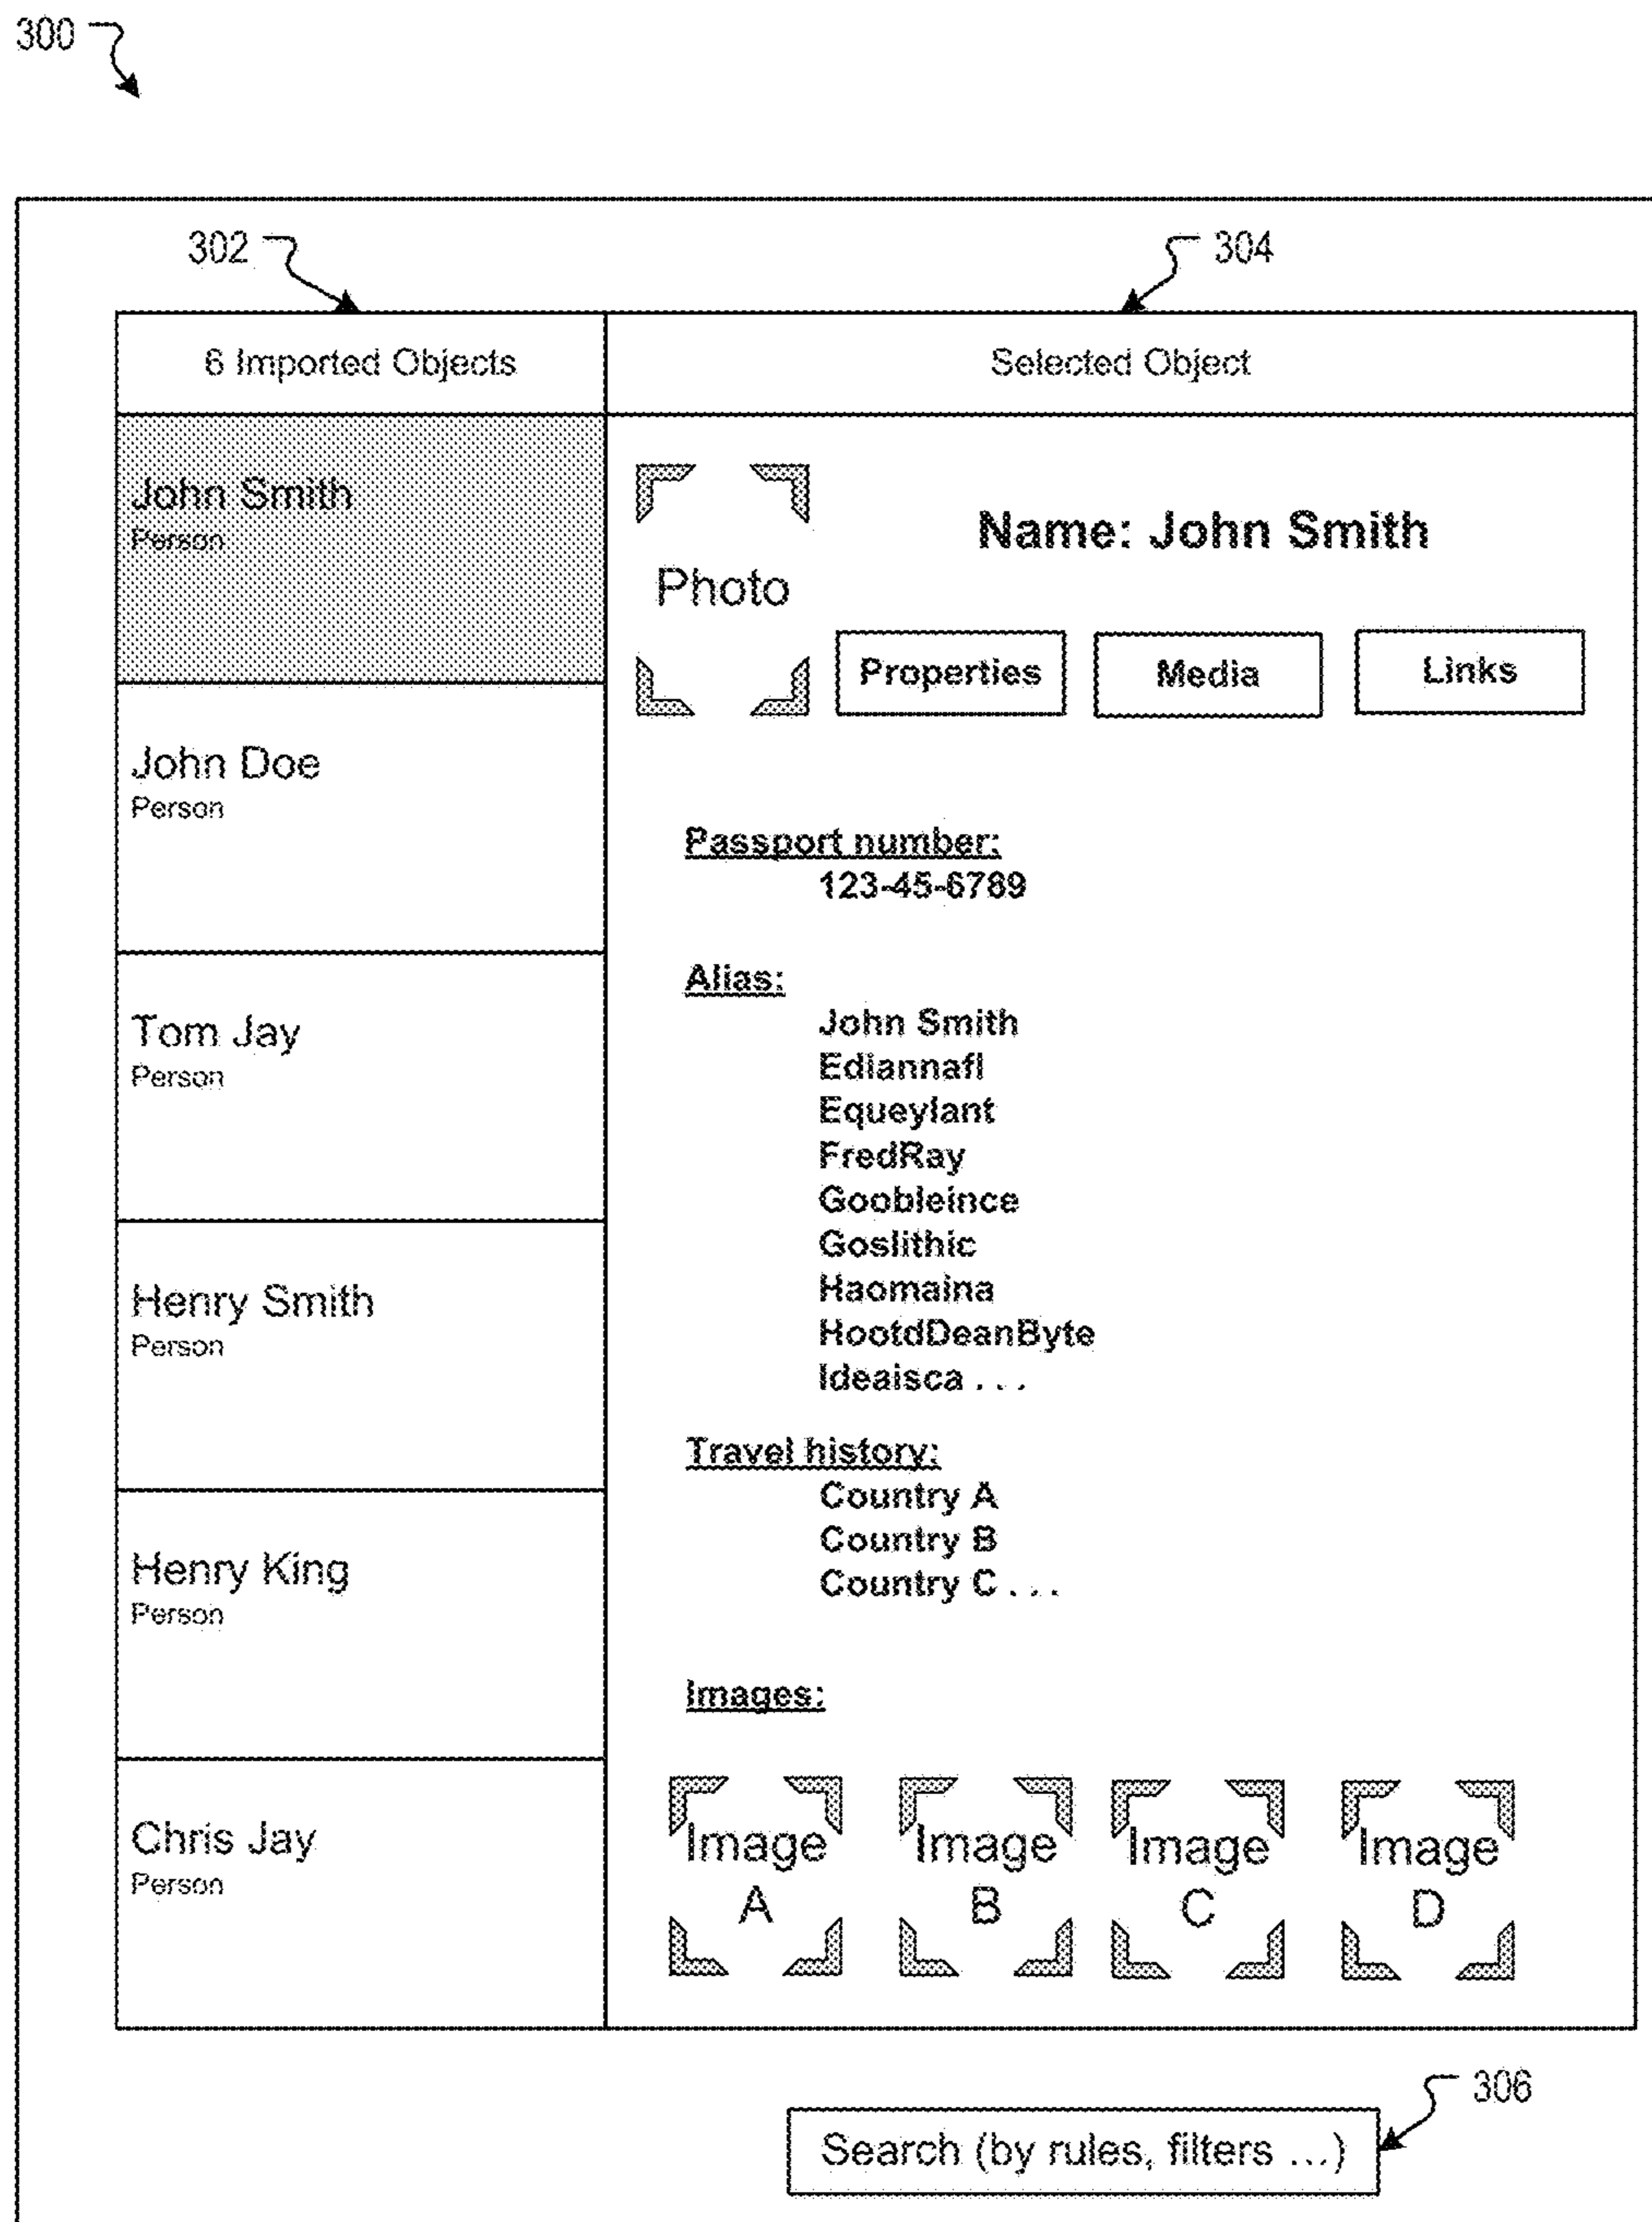 300
302
304
6 Imported Objects
Selected Object
John Smith
Person
John Doe
Person
Tom Jay
Person
Henry Smith
Person
Henry King
Person
Chris Jay
Person
Photo
Name: John Smith
Properties
Media
Links
Passport number:
123-45-6789
Alias:
John Smith
Ediannafl
Equeylant
FredRay
Goobleince
Goslithic
Haomaina
HootdDeanByte
Ideaisca . . .
Travel history:
Country A
Country B
Country C . . .
Images:
Image A
Image B
Image C
Image D
306
Search (by rules, filters ...)